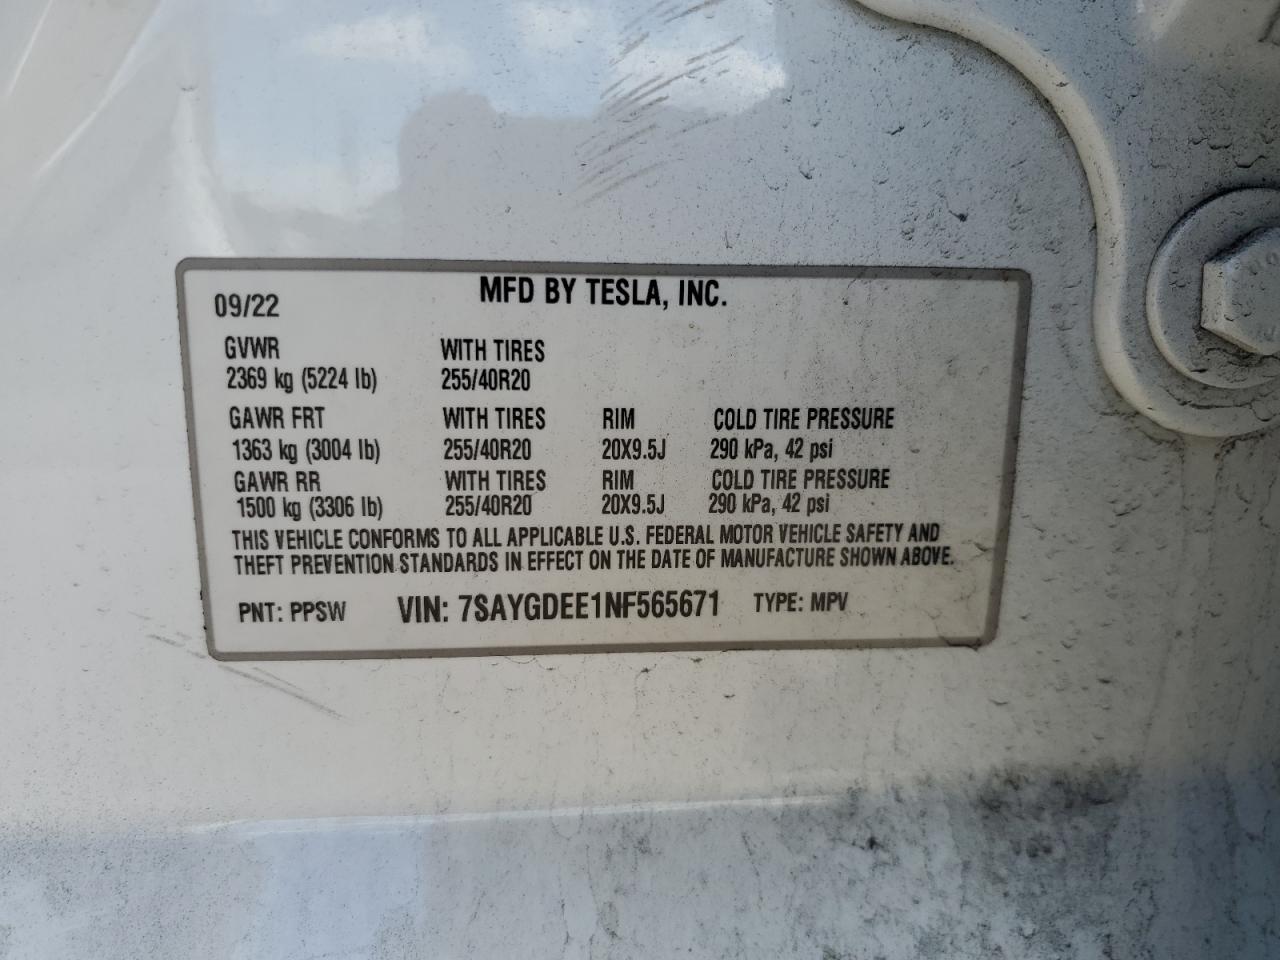 MFD BY TESLA, INC.
09/22
GVWR WITH TIRES
2369 kg (5224 lb) 255/40R20
GAWR FRT WITH TIRES RIM COLD TIRE PRESSURE
1363 kg (3004 lb) 255/40R20 20X9.5J 290 kPa, 42 psi
GAWR RR WITH TIRES RIM COLD TIRE PRESSURE
1500 kg (3306 lb) 255/40R20 20X9.5J 290 kPa, 42 psi
THIS VEHICLE CONFORMS TO ALL APPLICABLE U.S. FEDERAL MOTOR VEHICLE SAFETY AND
THEFT PREVENTION STANDARDS IN EFFECT ON THE DATE OF MANUFACTURE SHOWN ABOVE.
PNT: PPSW VIN: 7SAYGDEE1NF565671 TYPE: MPV